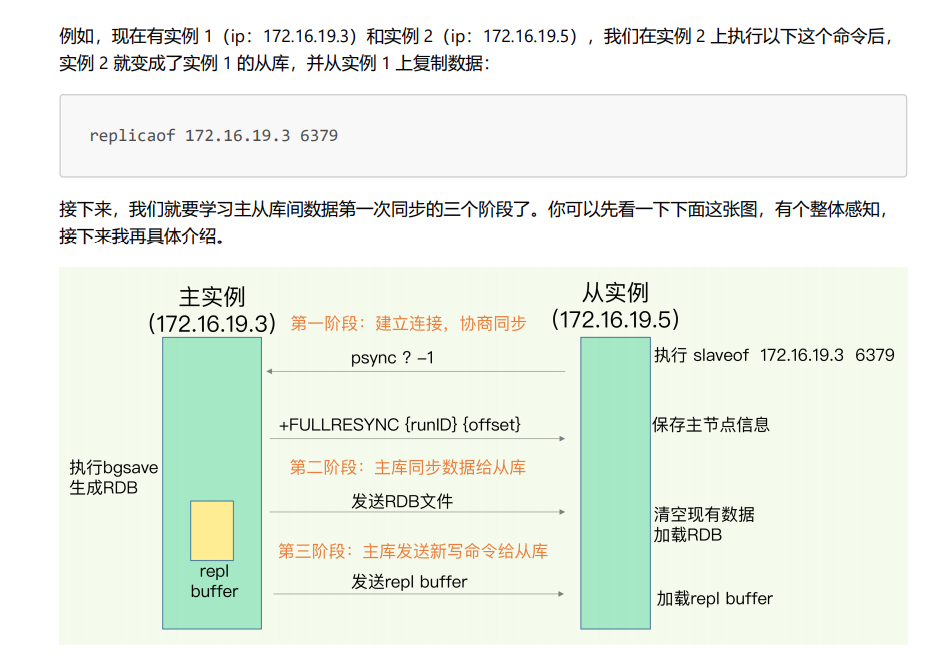 例如，现在有实例 1（ip：172.16.19.3）和实例 2（ip：172.16.19.5），我们在实例 2 上执行以下这个命令后，
实例 2 就变成了实例 1 的从库，并从实例 1 上复制数据：
replicaof 172.16.19.3 6379
接下来，我们就要学习主从库间数据第一次同步的三个阶段了。你可以先看一下下面这张图，有个整体感知，
接下来我再具体介绍。
主实例
(172.16.19.3)
从实例
(172.16.19.5)
第一阶段：建立连接，协商同步
psync ? -1
执行 slaveof 172.16.19.3 6379
+FULLRESYNC {runID} {offset}
保存主节点信息
执行bgsave
生成RDB
第二阶段：主库同步数据给从库
发送RDB文件
清空现有数据
加载RDB
第三阶段：主库发送新写命令给从库
repl
buffer
发送repl buffer
加载repl buffer